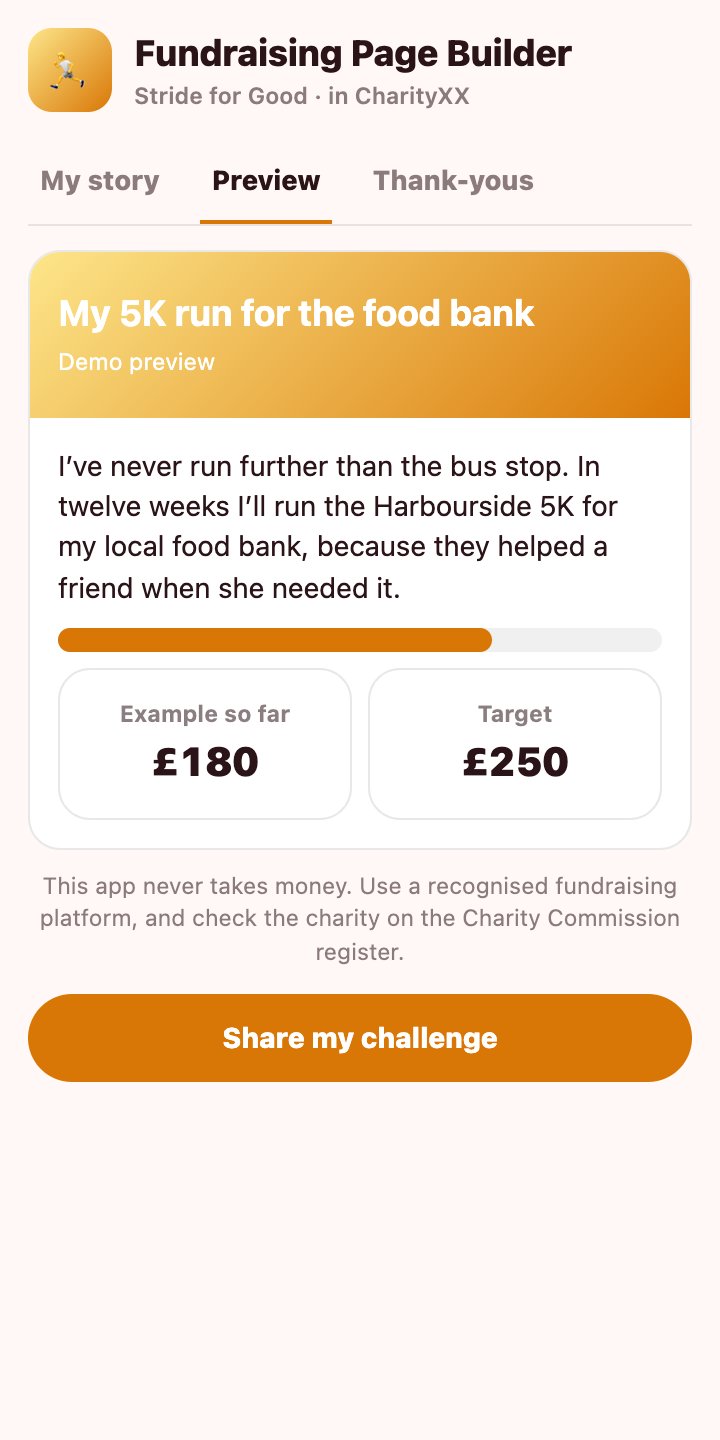 Fundraising Page Builder
Stride for Good · in CharityXX
My story
Preview
Thank-yous
My 5K run for the food bank
Demo preview
I’ve never run further than the bus stop. In
twelve weeks I’ll run the Harbourside 5K for
my local food bank, because they helped a
friend when she needed it.
Example so far
£180
Target
£250
This app never takes money. Use a recognised fundraising
platform, and check the charity on the Charity Commission
register.
Share my challenge